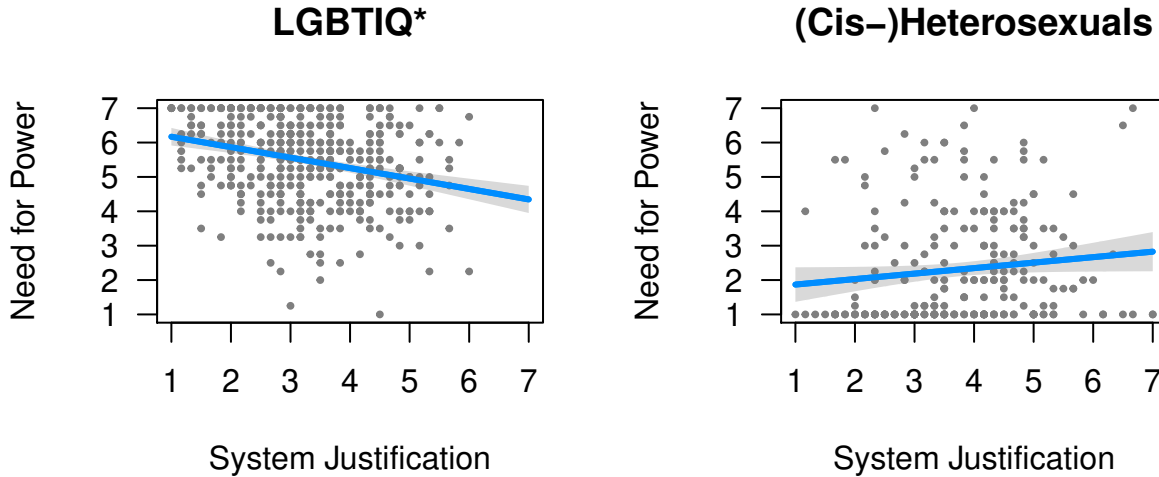 LGBTIQ*
Need for Power
7
6
5
4
3
2
1
1 2 3 4 5 6 7
System Justification
(Cis−)Heterosexuals
Need for Power
7
6
5
4
3
2
1
1 2 3 4 5 6 7
System Justification